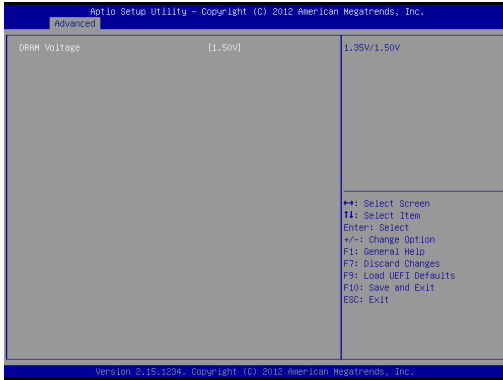 Aptio Setup Utility - Copyright (C) 2012 American Megatrends, Inc.
Advanced
DRAM Voltage [1.50V]
1.35V/1.50V
↔: Select Screen
↑↓: Select Item
Enter: Select
+/-: Change Option
F1: General Help
F7: Discard Changes
F9: Load UEFI Defaults
F10: Save and Exit
ESC: Exit
Version 2.15.1234. Copyright (C) 2012 American Megatrends, Inc.